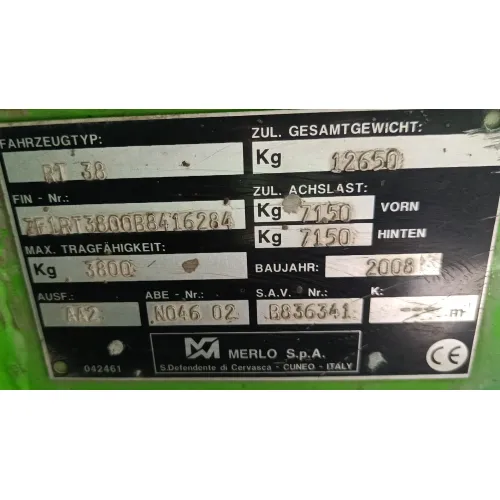 FAHRZEUGTYP:
RT 38
ZUL. GESAMTGEWICHT:
Kg 12650
FIN - Nr.:
ZF1RT3800B8416284
ZUL. ACHSLAST:
Kg 7150 VORN
Kg 7150 HINTEN
MAX. TRAGFÄHIGKEIT:
Kg 3800
BAUJAHR: 2008
AUSF.: ABE - Nr.: S.A.V. Nr.: K:
AA2 N046 02 B836341
MERLO S.p.A.
S.Defendente di Cervasca - CUNEO - ITALY
042461
CE